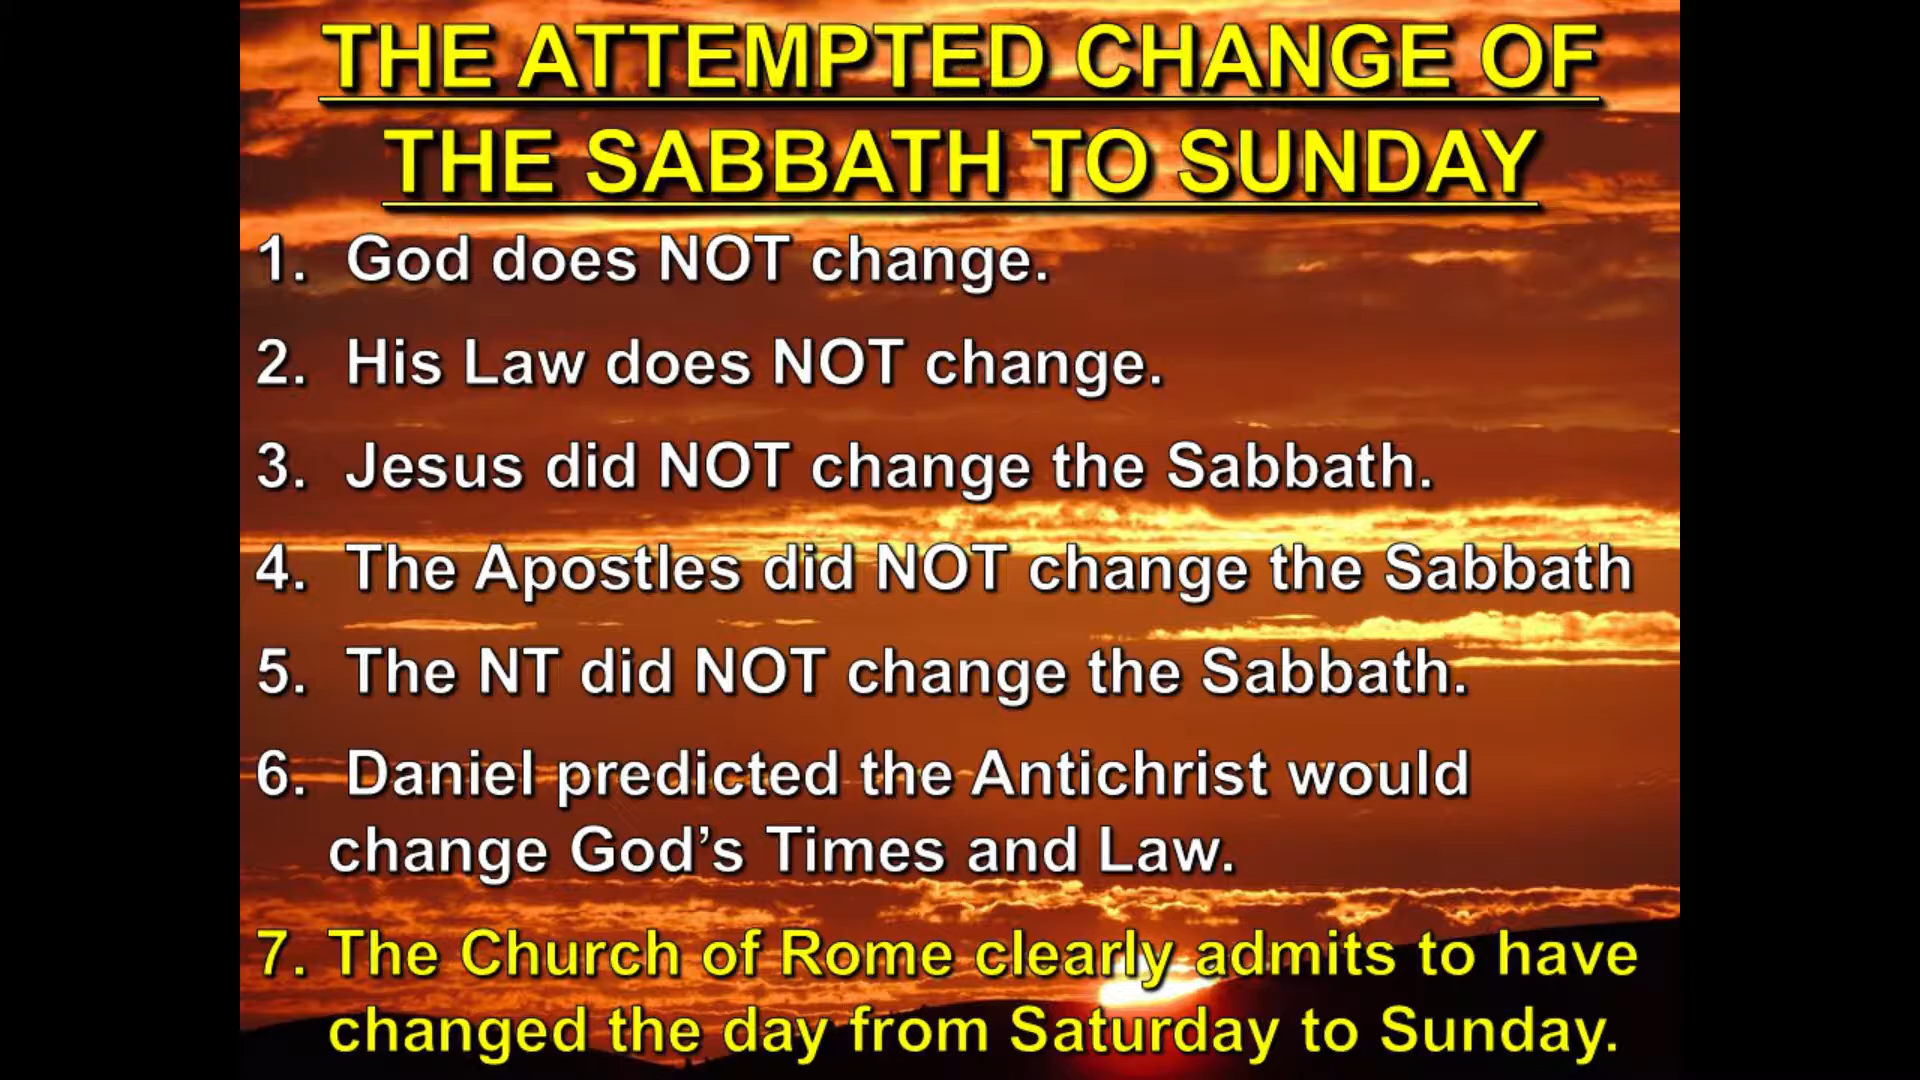 THE ATTEMPTED CHANGE OF
THE SABBATH TO SUNDAY
1. God does NOT change.
2. His Law does NOT change.
3. Jesus did NOT change the Sabbath.
4. The Apostles did NOT change the Sabbath
5. The NT did NOT change the Sabbath.
6. Daniel predicted the Antichrist would
change God’s Times and Law.
7. The Church of Rome clearly admits to have
changed the day from Saturday to Sunday.